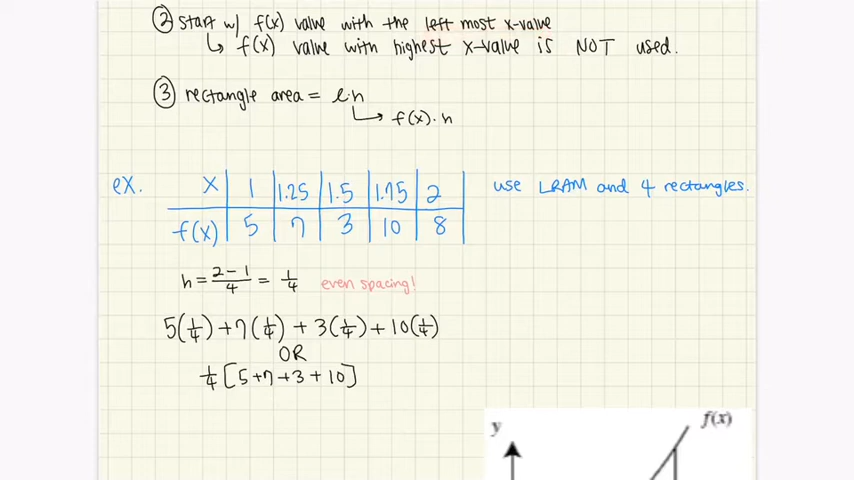 ② start w/ f(x) value with the left most x-value
↳ f(x) value with highest x-value is NOT used.
③ rectangle area = l·h
↳ f(x)·h
ex. x | 1 | 1.25 | 1.5 | 1.75 | 2 use LRAM and 4 rectangles.
f(x) | 5 | 7 | 3 | 10 | 8
h = 2-1/4 = 1/4 even spacing!
5(1/4) + 7(1/4) + 3(1/4) + 10(1/4)
OR
1/4 [5+7+3+10]
y f(x)